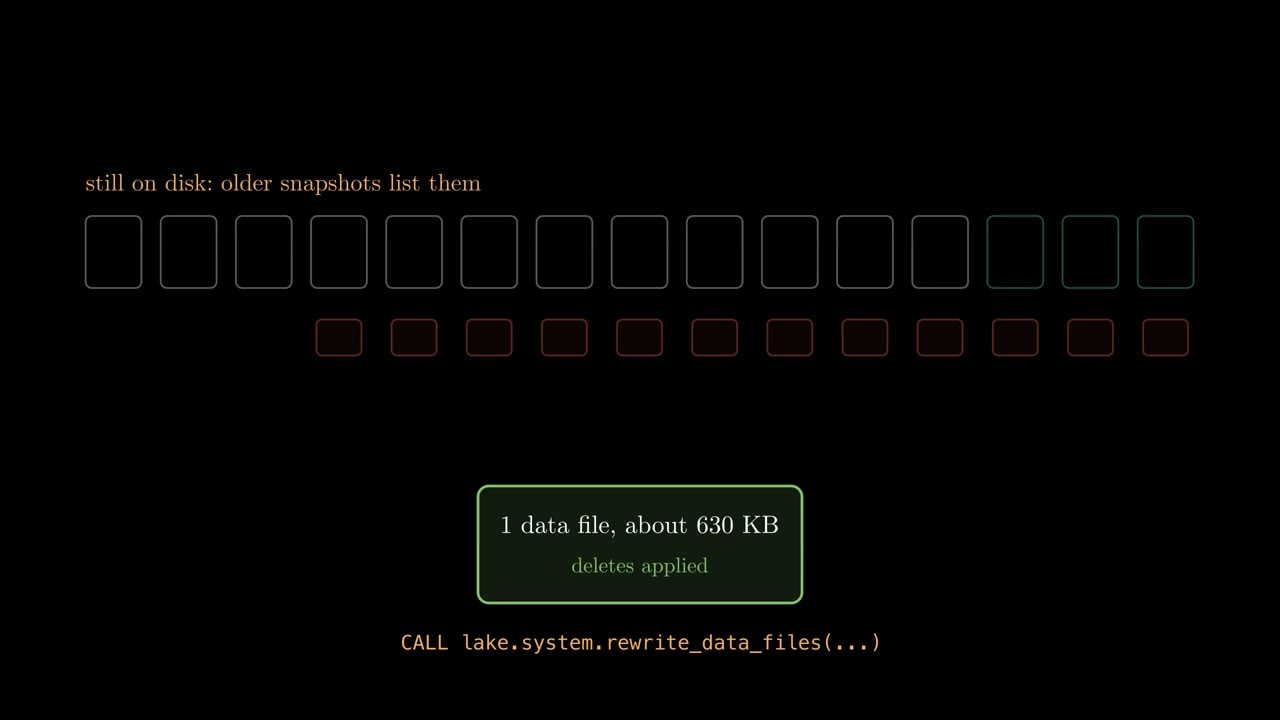 still on disk: older snapshots list them
1 data file, about 630 KB
deletes applied
CALL lake.system.rewrite_data_files(...)